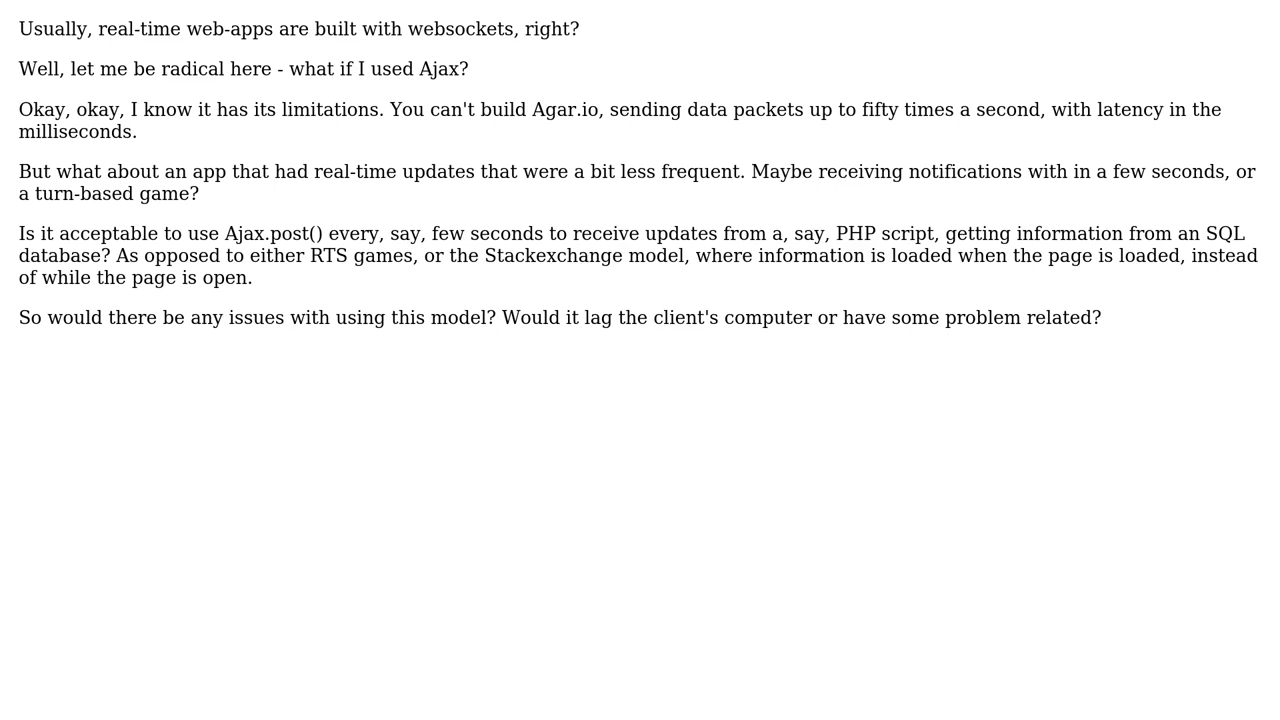 Usually, real-time web-apps are built with websockets, right?
Well, let me be radical here - what if I used Ajax?
Okay, okay, I know it has its limitations. You can't build Agar.io, sending data packets up to fifty times a second, with latency in the
milliseconds.
But what about an app that had real-time updates that were a bit less frequent. Maybe receiving notifications with in a few seconds, or
a turn-based game?
Is it acceptable to use Ajax.post() every, say, few seconds to receive updates from a, say, PHP script, getting information from an SQL
database? As opposed to either RTS games, or the Stackexchange model, where information is loaded when the page is loaded, instead
of while the page is open.
So would there be any issues with using this model? Would it lag the client's computer or have some problem related?